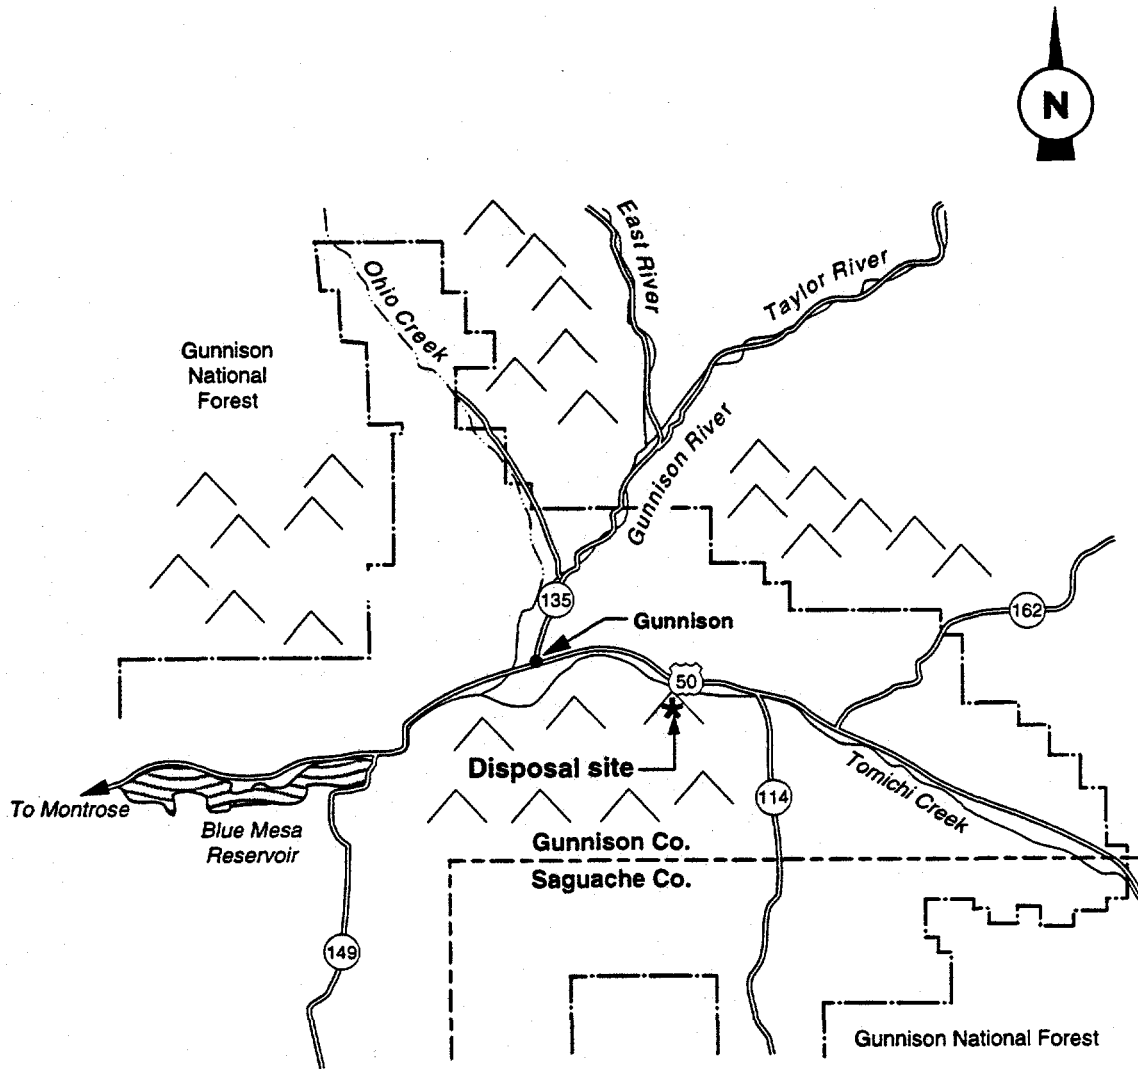 N
East River
Taylor River
Ohio Creek
Gunnison
National
Forest
Gunnison River
135
162
Gunnison
50
Disposal site
Tomichi Creek
To Montrose
114
Blue Mesa
Reservoir
Gunnison Co.
Saguache Co.
149
Gunnison National Forest